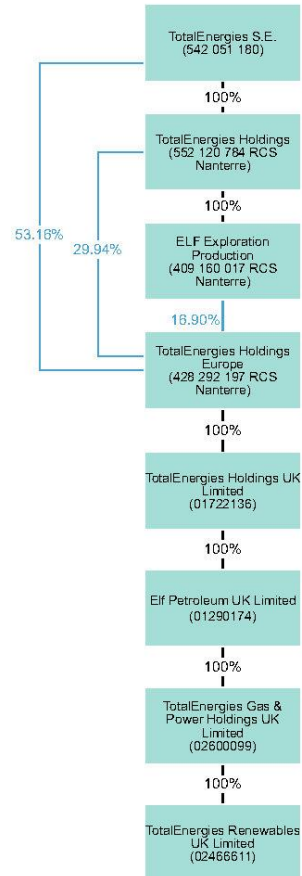 TotalEnergies S.E.
(542 051 180)
100%
TotalEnergies Holdings
(552 120 784 RCS
Nanterre)
100%
53.16%
29.94%
ELF Exploration
Production
(409 160 017 RCS
Nanterre)
16.90%
TotalEnergies Holdings
Europe
(428 292 197 RCS
Nanterre)
100%
TotalEnergies Holdings UK
Limited
(01722136)
100%
Elf Petroleum UK Limited
(01290174)
100%
TotalEnergies Gas &
Power Holdings UK
Limited
(02600099)
100%
TotalEnergies Renewables
UK Limited
(02466611)